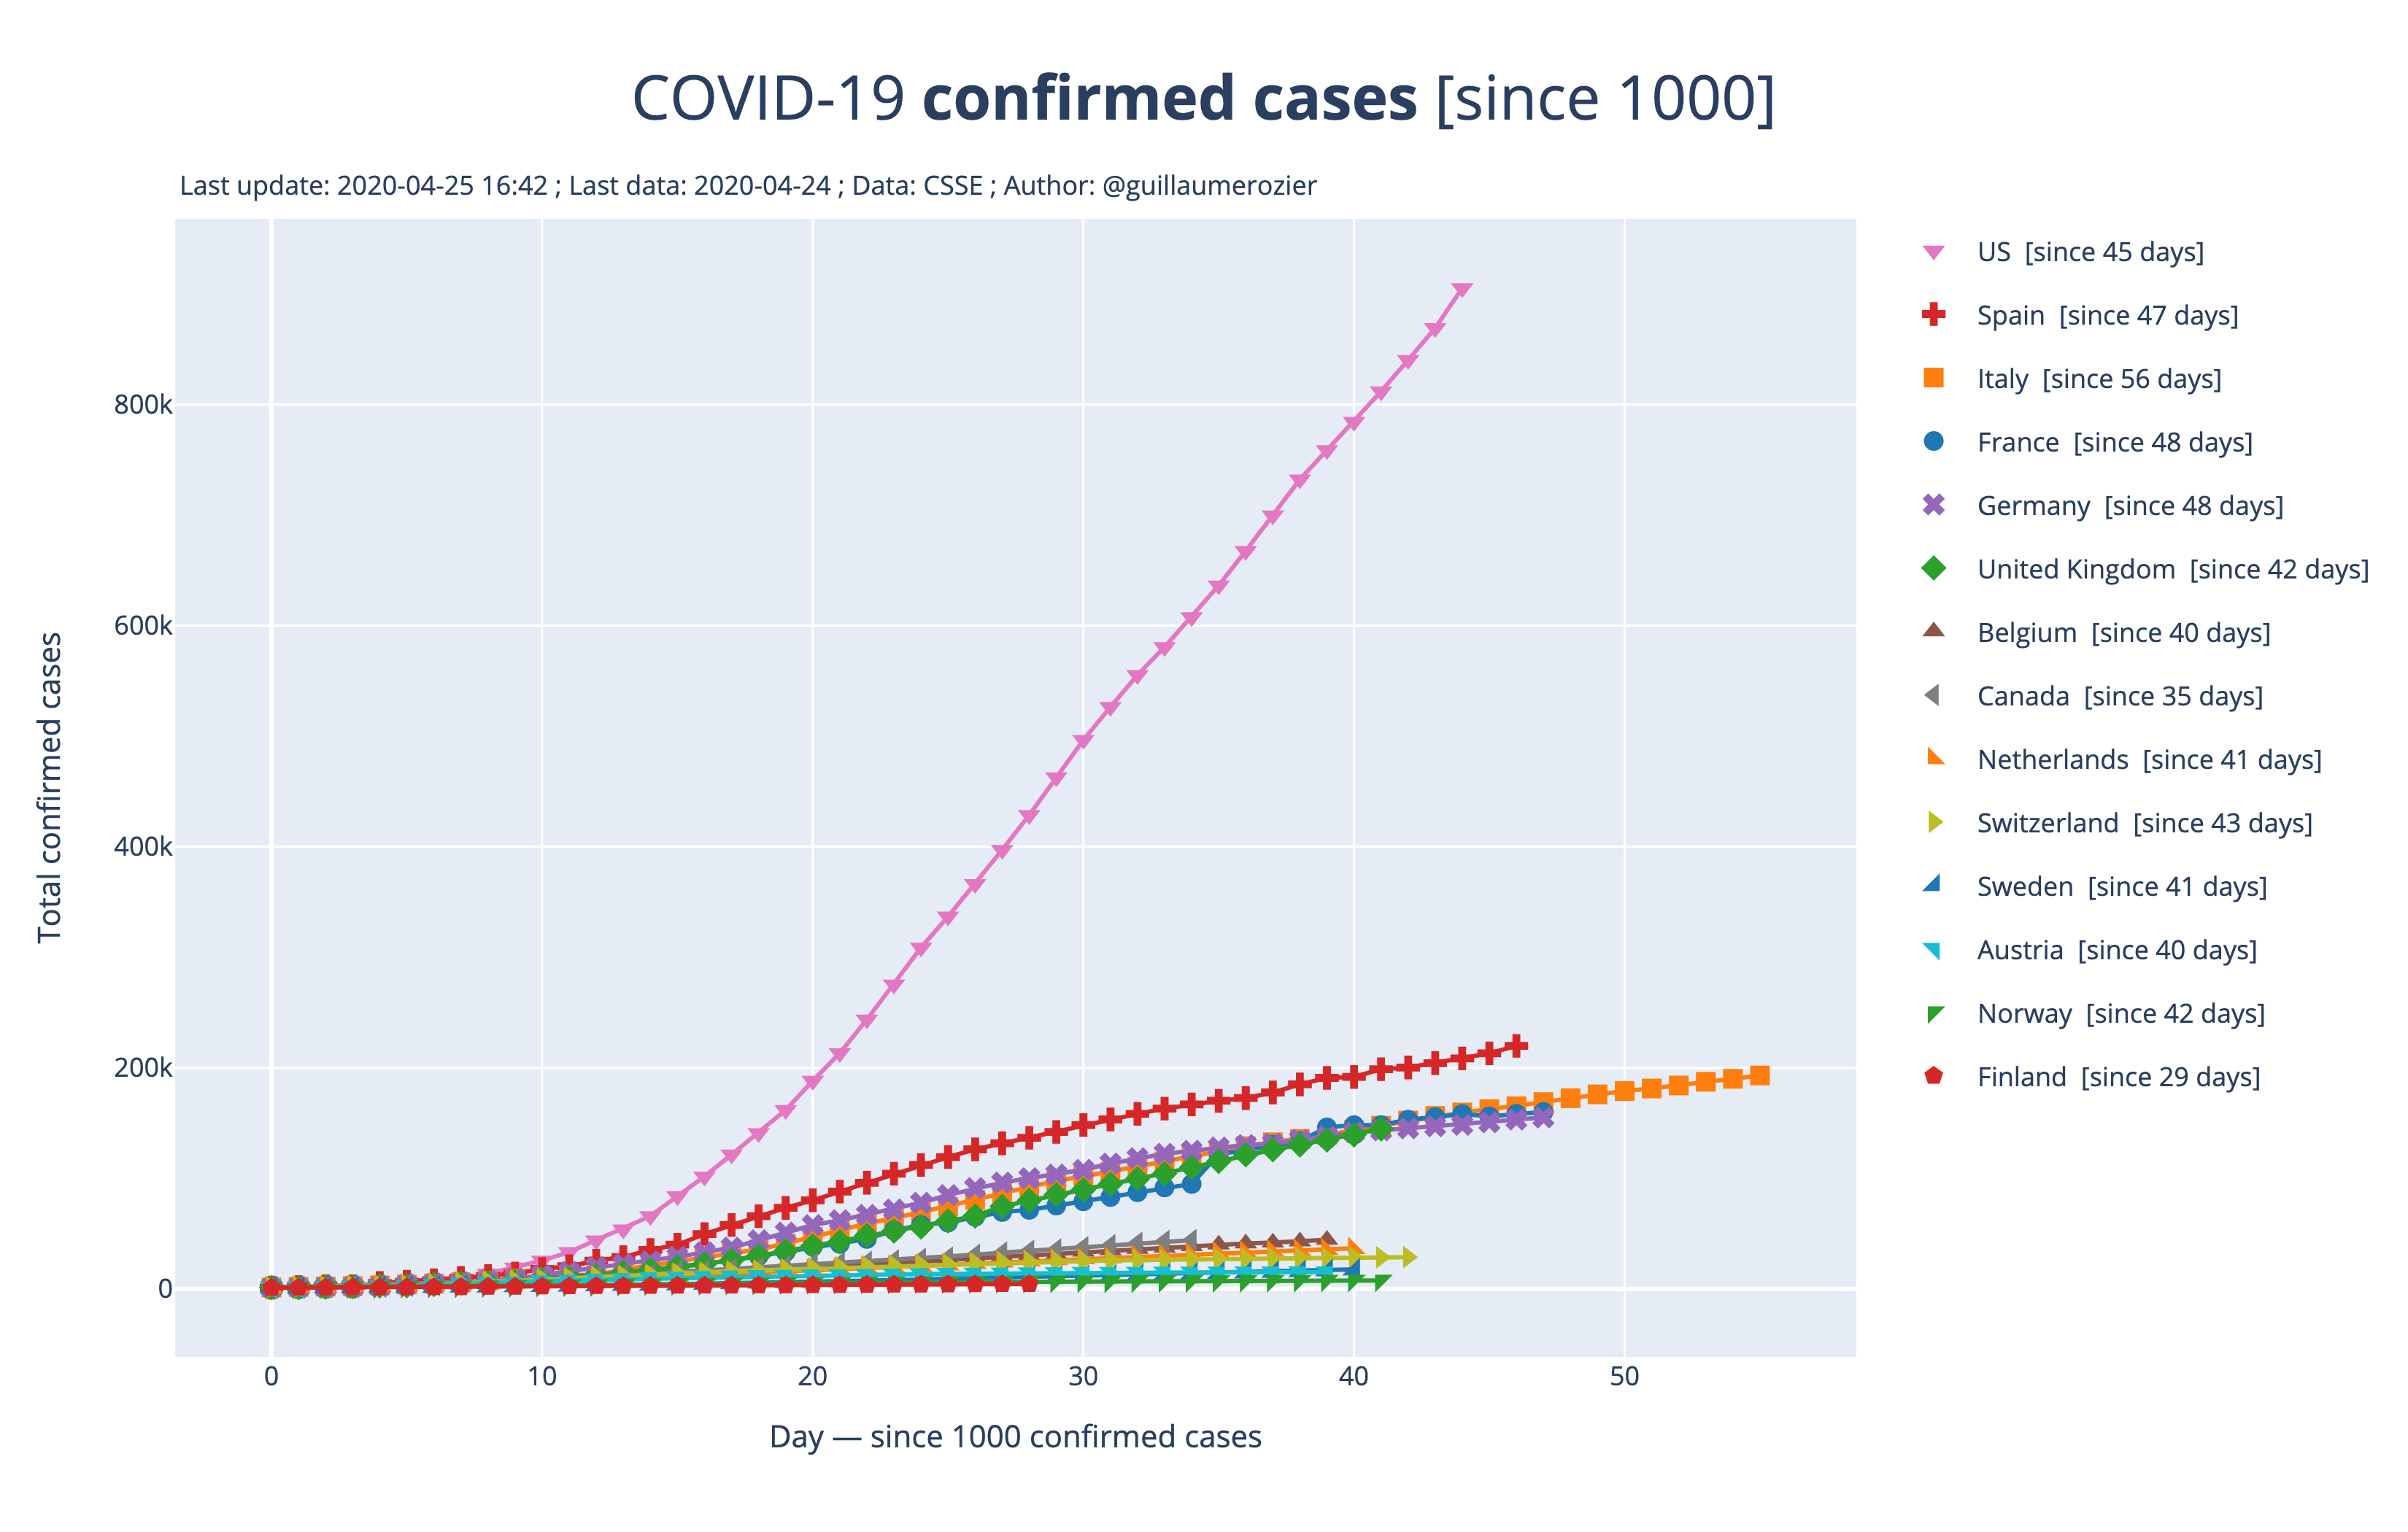 COVID-19 confirmed cases [since 1000]
Last update: 2020-04-25 16:42 ; Last data: 2020-04-24 ; Data: CSSE ; Author: @guillaumerozier
US [since 45 days]
Spain [since 47 days]
Italy [since 56 days]
France [since 48 days]
Germany [since 48 days]
United Kingdom [since 42 days]
Belgium [since 40 days]
Canada [since 35 days]
Netherlands [since 41 days]
Switzerland [since 43 days]
Sweden [since 41 days]
Austria [since 40 days]
Norway [since 42 days]
Finland [since 29 days]
Total confirmed cases
800k
600k
400k
200k
0
0 10 20 30 40 50
Day — since 1000 confirmed cases